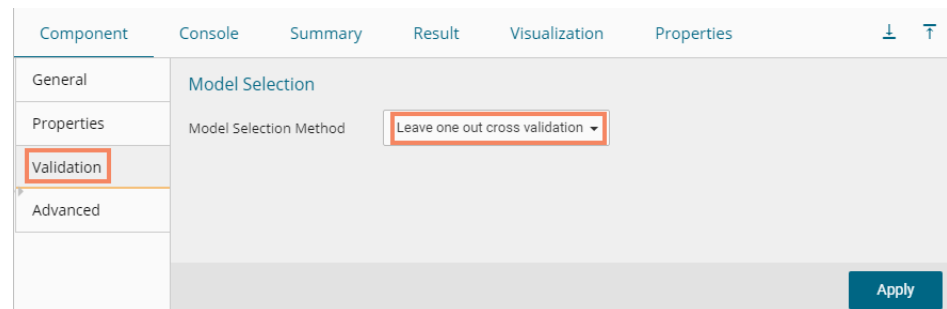 Component Console Summary Result Visualization Properties
General
Model Selection
Properties
Model Selection Method Leave one out cross validation
Validation
Advanced
Apply